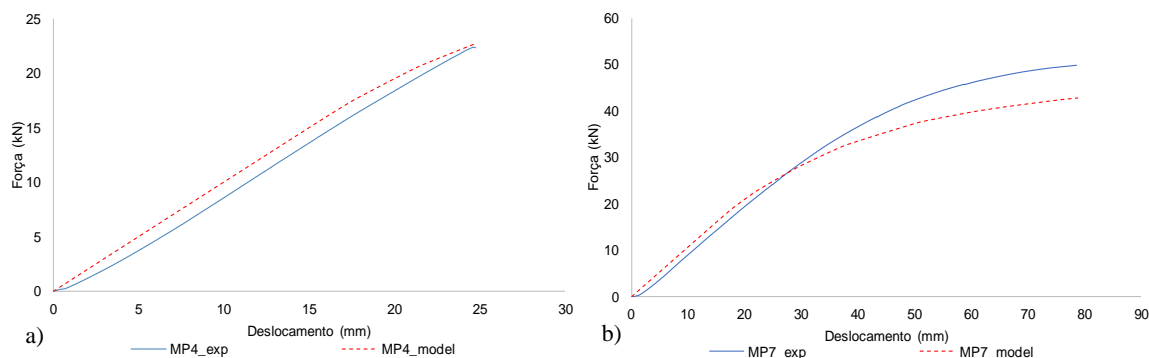 25
20
15
10
5
0
Força (kN)
0 5 10 15 20 25 30
Deslocamento (mm)
a)
MP4_exp MP4_model
60
50
40
30
20
10
0
Força (kN)
0 10 20 30 40 50 60 70 80 90
Deslocamento (mm)
b)
MP7_exp MP7_model